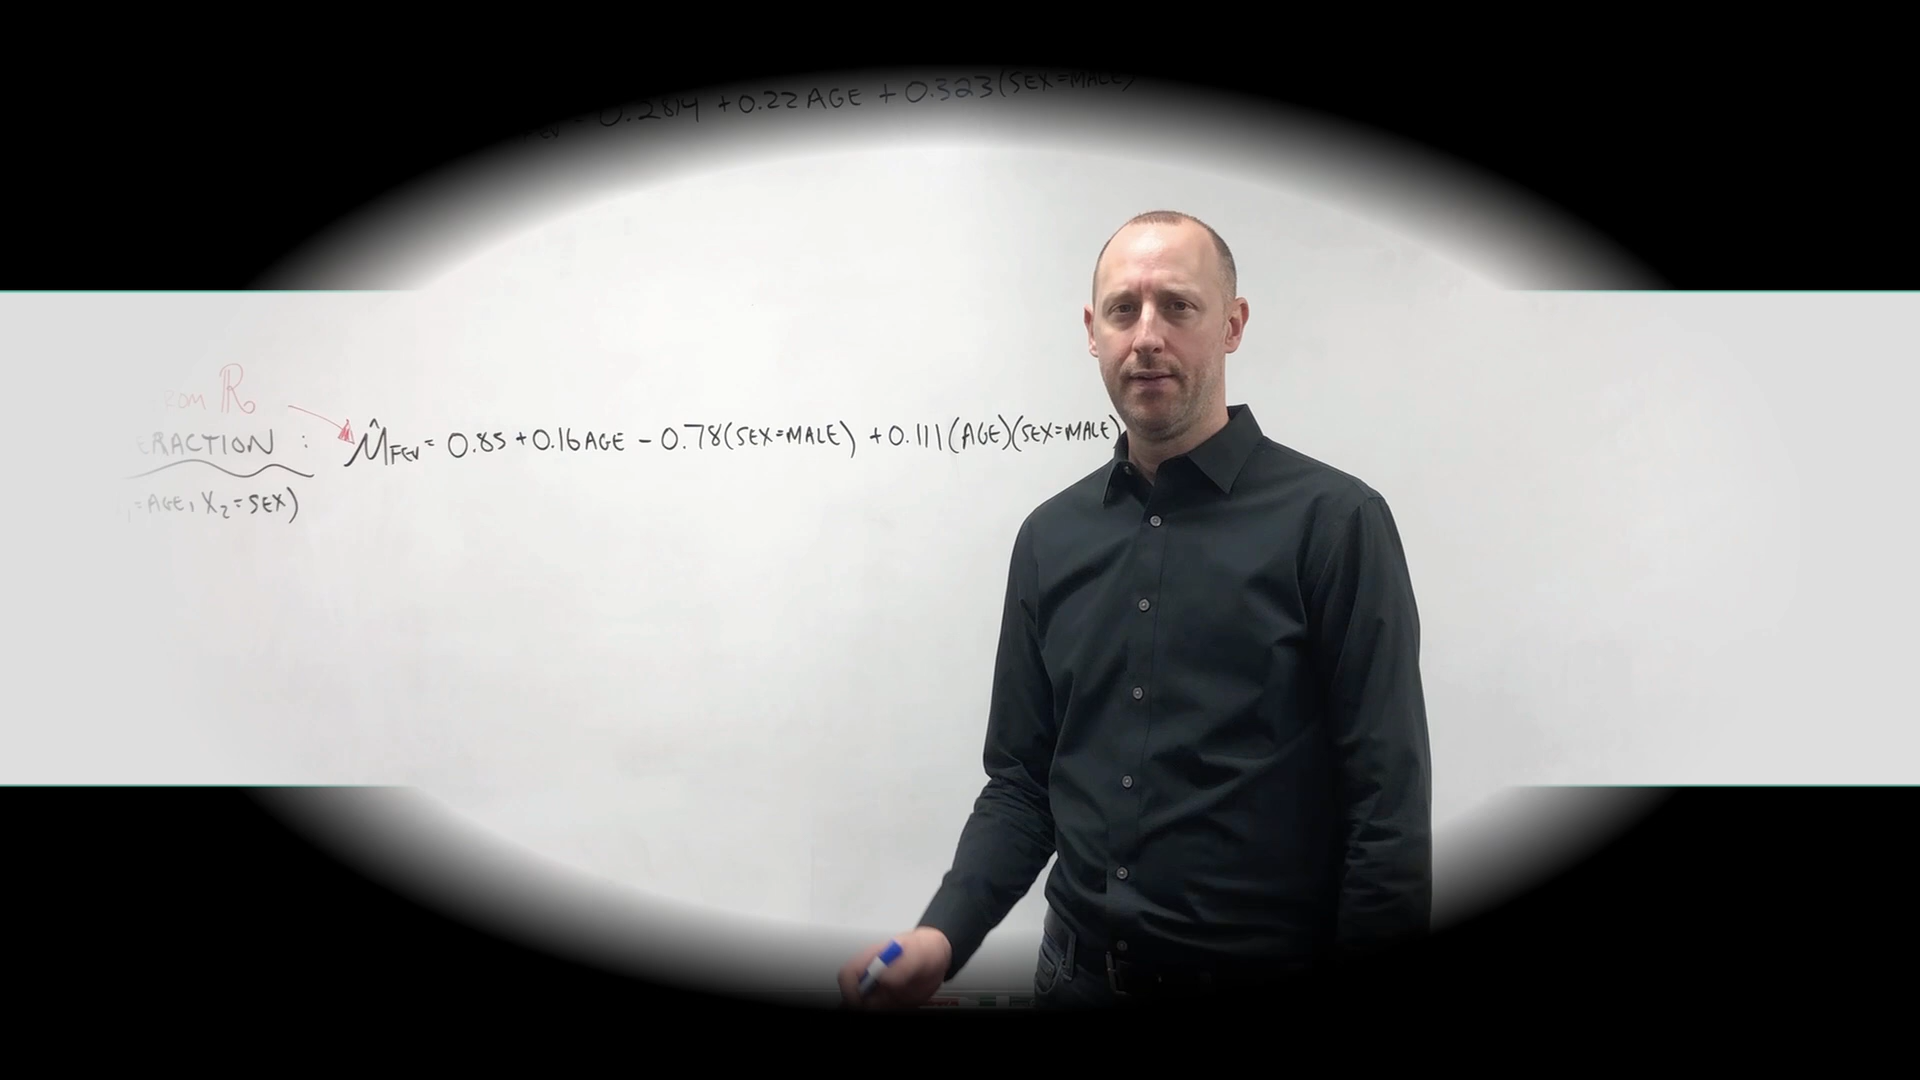 0.2814 + 0.22 AGE + 0.323 (SEX=MALE)
ℝ
: μ̂FEV = 0.85 + 0.16 AGE - 0.78 (SEX=MALE) + 0.111 (AGE)(SEX=MALE)
=AGE, X₂=SEX)